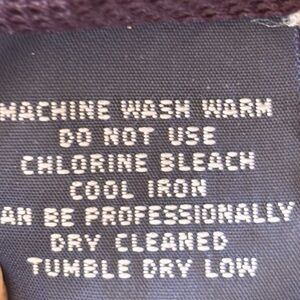 MACHINE WASH WARM
DO NOT USE
CHLORINE BLEACH
COOL IRON
AN BE PROFESSIONALLY
DRY CLEANED
TUMBLE DRY LOW